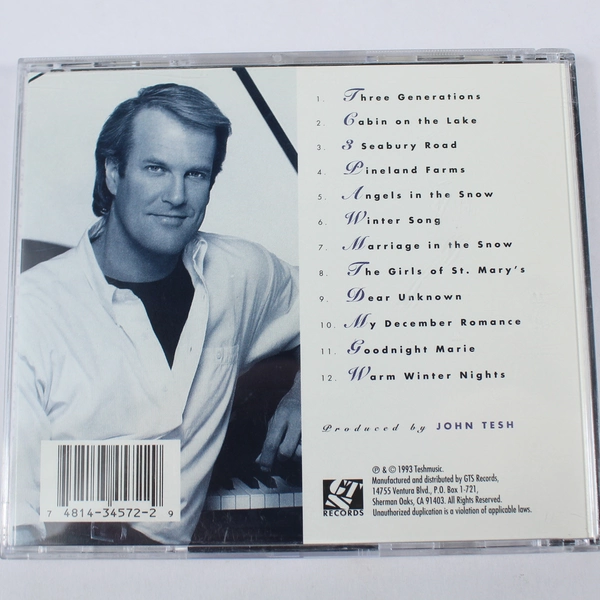 1. Three Generations
2. Cabin on the Lake
3. 3 Seabury Road
4. Pineland Farms
5. Angels in the Snow
6. Winter Song
7. Marriage in the Snow
8. The Girls of St. Mary's
9. Dear Unknown
10. My December Romance
11. Goodnight Marie
12. Warm Winter Nights
Produced by JOHN TESH
℗ & © 1993 Teshmusic.
Manufactured and distributed by GTS Records,
14755 Ventura Blvd., P.O. Box 1-721,
Sherman Oaks, CA 91403. All Rights Reserved.
Unauthorized duplication is a violation of applicable laws.
GTS
RECORDS
7 4814-34572-2 9